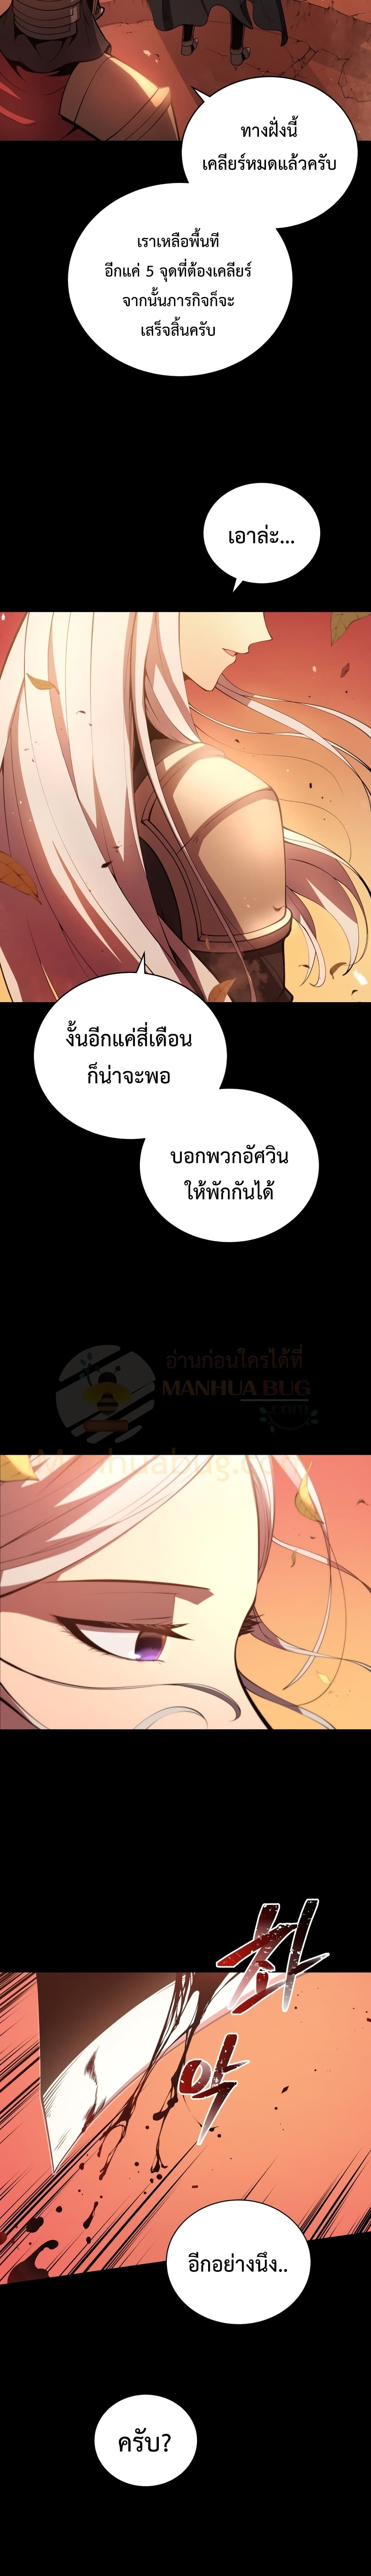 ทางฝั่งนี้
เคลียร์หมดแล้วครับ
เราเหลือพื้นที่
อีกแค่ 5 จุดที่ต้องเคลียร์
จากนั้นภารกิจก็จะ
เสร็จสิ้นครับ
เอาล่ะ...
งั้นอีกแค่สี่เดือน
ก็น่าจะพอ
บอกพวกอัศวิน
ให้พักกันได้
อ่านก่อนใครได้ที่
MANHUA BUG
.com
Manhuabug.com
차
악
อีกอย่างนึง..
ครับ?